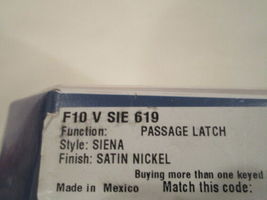 F10 V SIE 619
Function: PASSAGE LATCH
Style: SIENA
Finish: SATIN NICKEL
Buying more than one keyed
Made in Mexico Match this code: